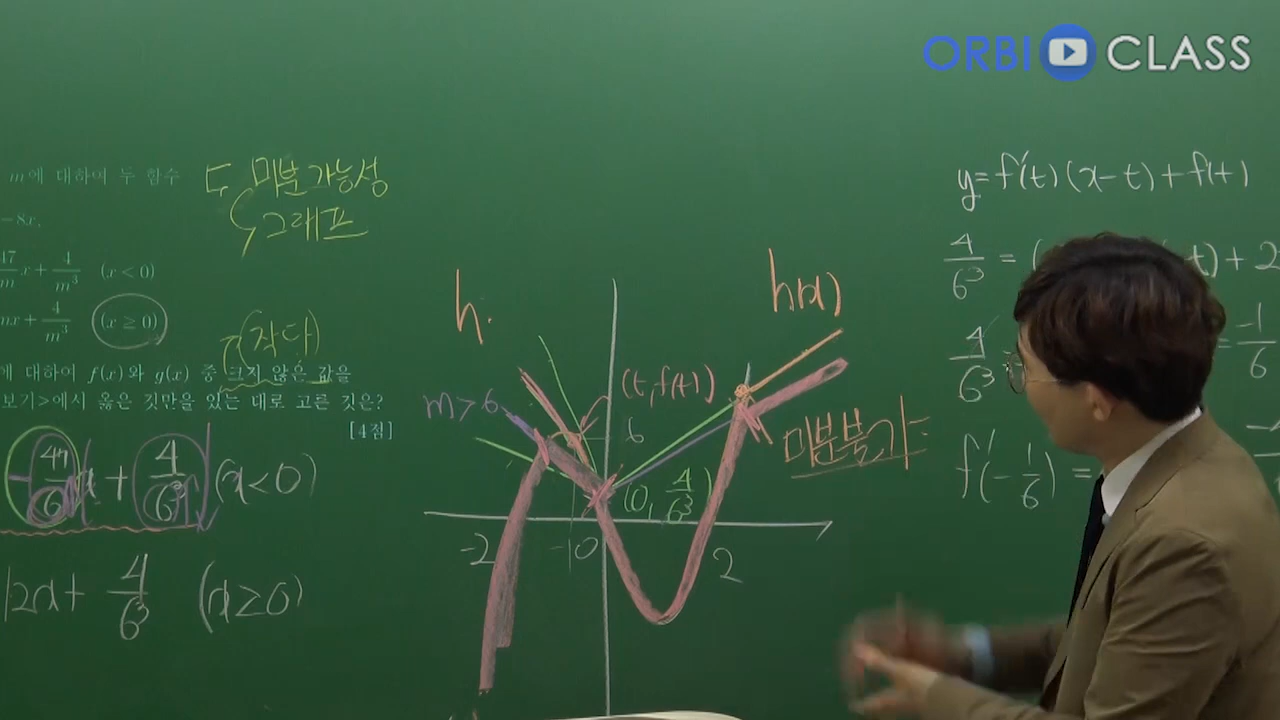 ORBI CLASS
m에 대하여 두 함수
-8x,
47/m x + 4/m³ (x < 0)
mx + 4/m³ (x ≥ 0)
에 대하여 f(x)와 g(x) 중 크지 않은 값을
보기>에서 옳은 것만을 있는 대로 고른 것은?
[4점]
미분가능성
그래프
(작다)
+ 4/6³ (x<0)
12x + 4/6³ (x≥0)
h
h(x)
m > 6
(t, f(t))
6
(0, 4/6³)
미분불가
-2
-1
0
2
y = f'(t)(x-t) + f(t)
4/6³ = (
-t) + 2
4/6³
= -1/6
f'(-1/6) =